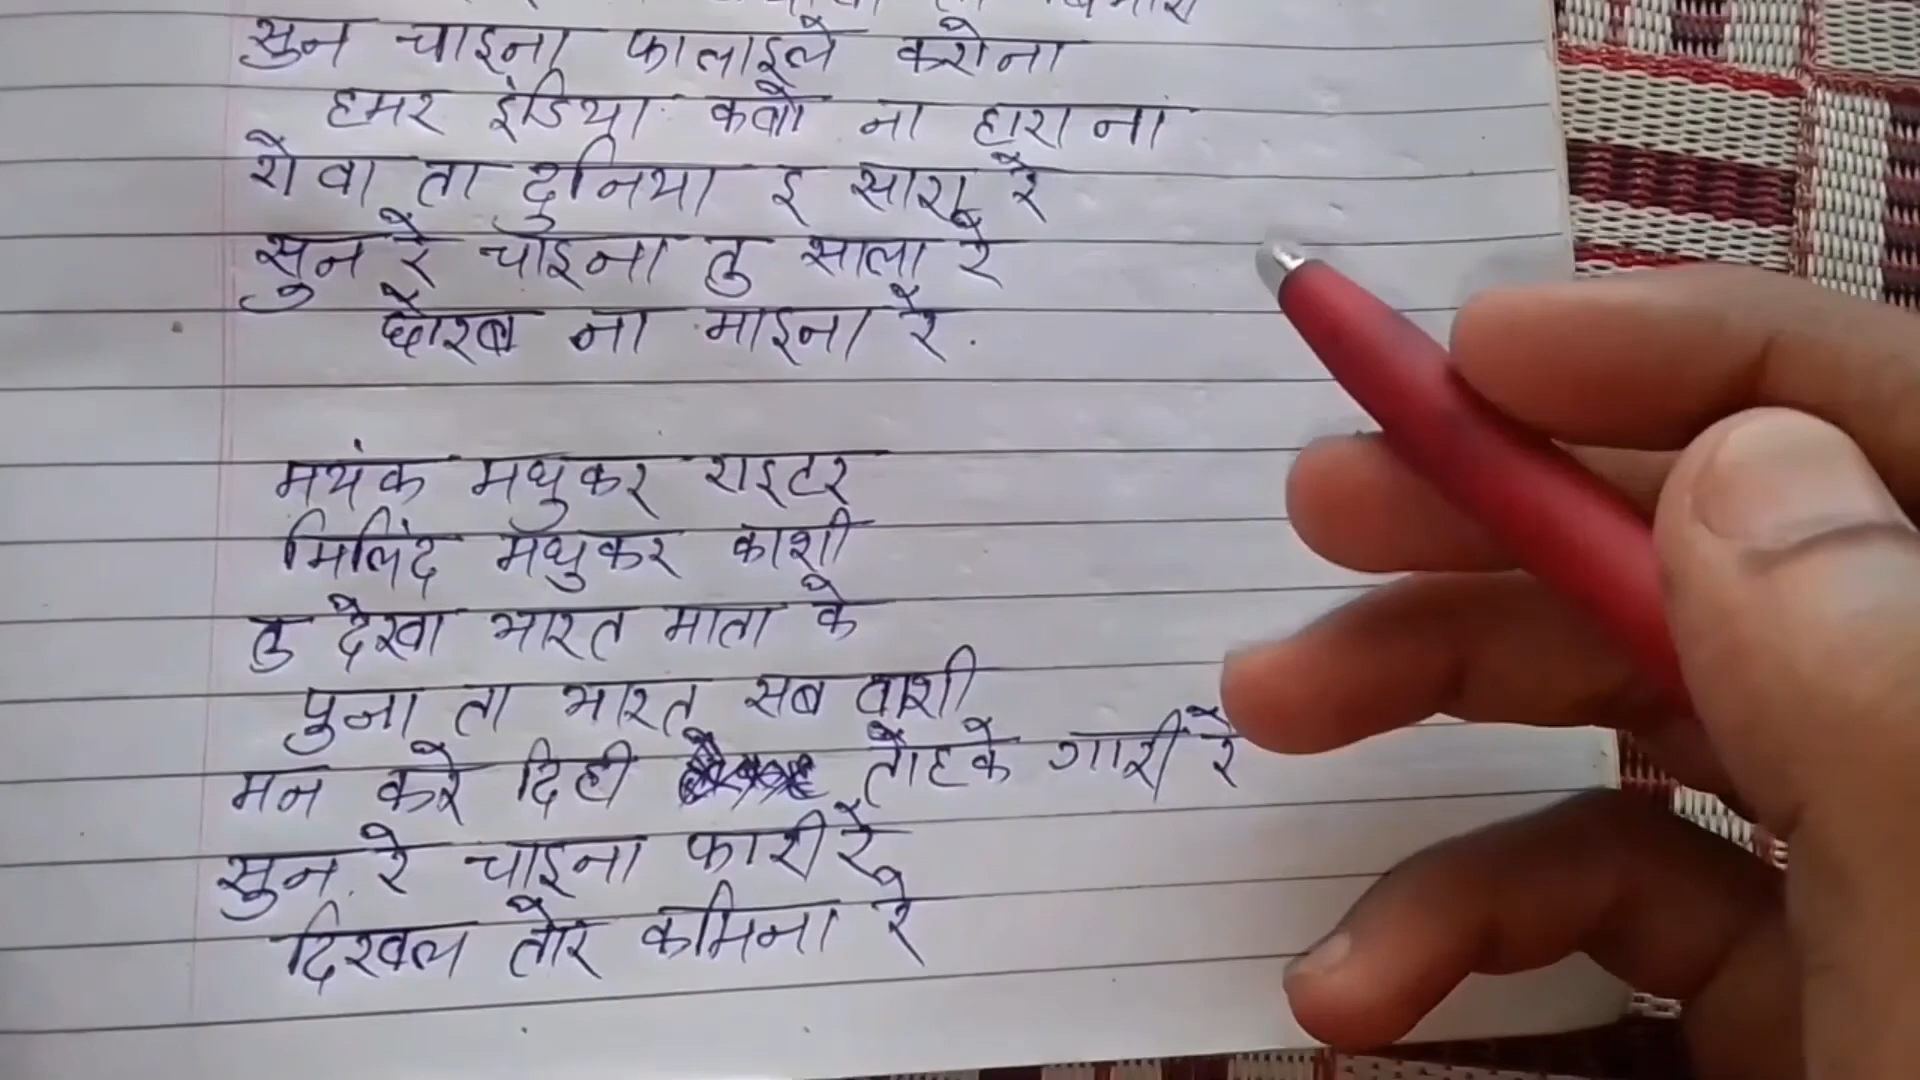 सुन चाइना फालाइले करोना
हमर इंडिया कबो ना हारा ना
रोवा ता दुनिया इ सारा रे
सुन रे चाइना तु साला रे
छोरब ना माइना रे.
मयंक मधुकर राइटर
मिलिंद मधुकर काशी
तु देखा भारत माता के
पुजा ता भारत सब वाशी
मन करे दिही तोहके गारी रे
सुन रे चाइना फारी रे
दिखल तोर कमिना रे